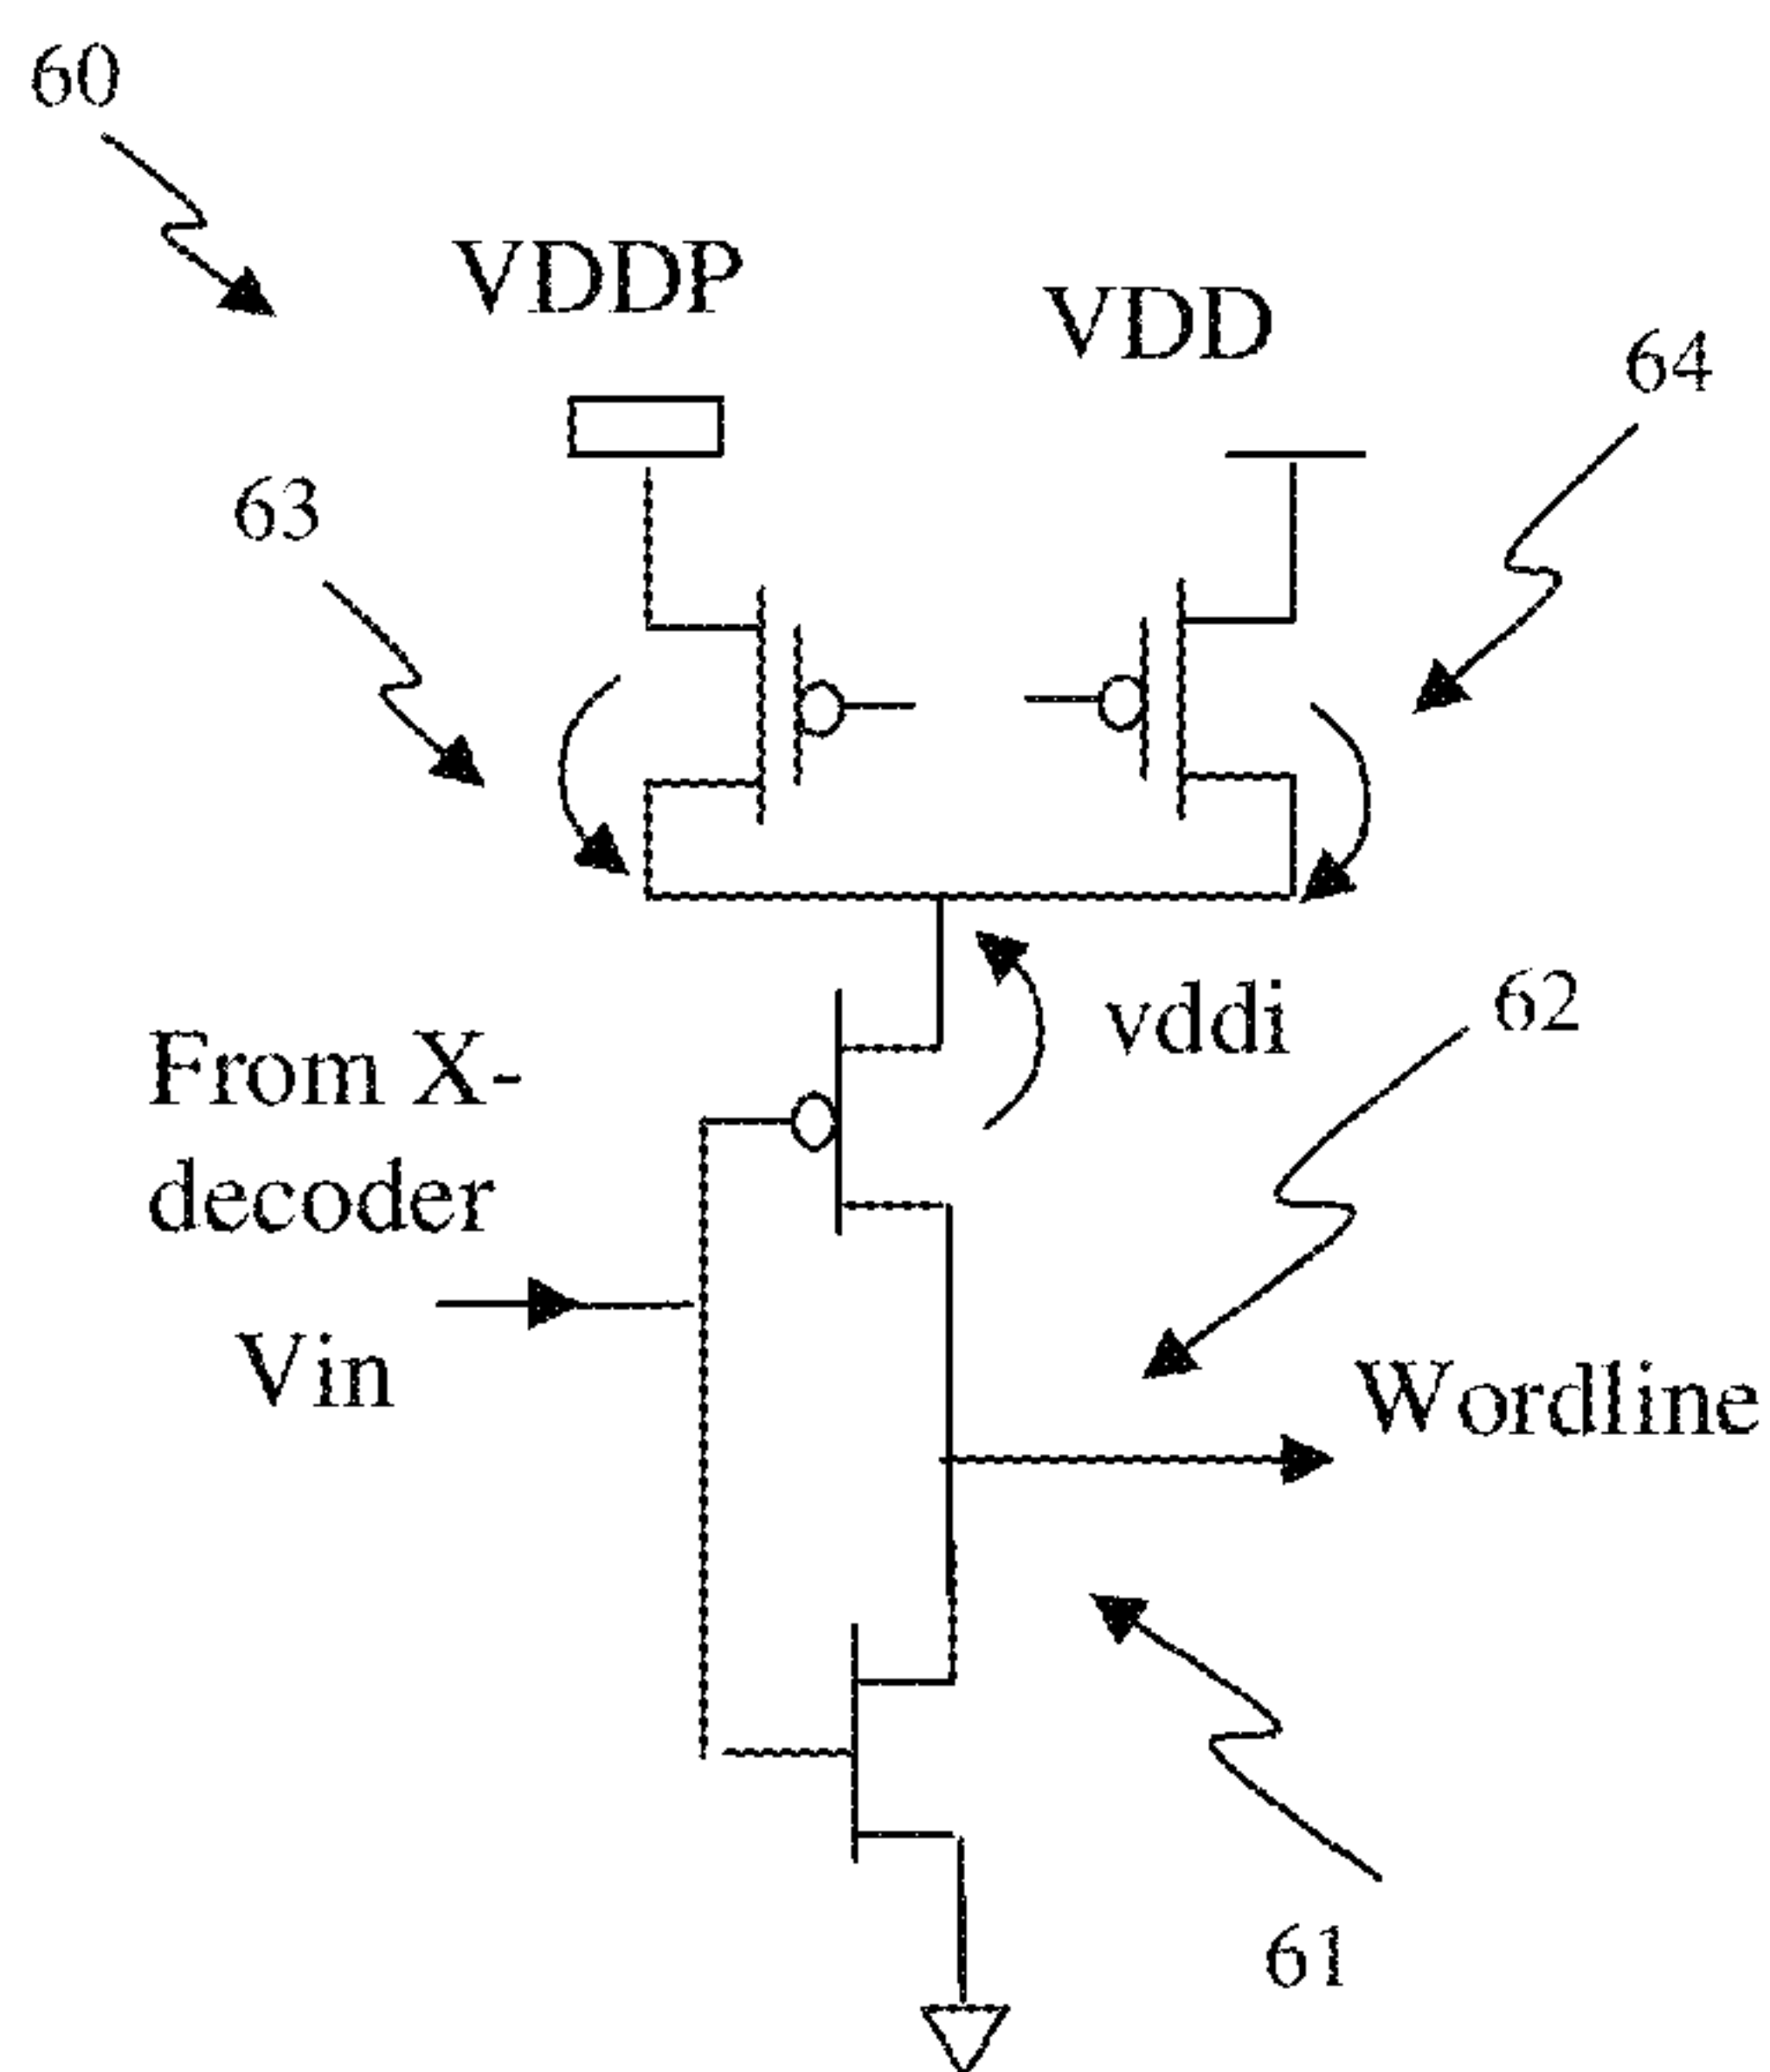 60
VDDP
VDD
64
63
62
vddi
From X-
decoder
Vin
Wordline
61